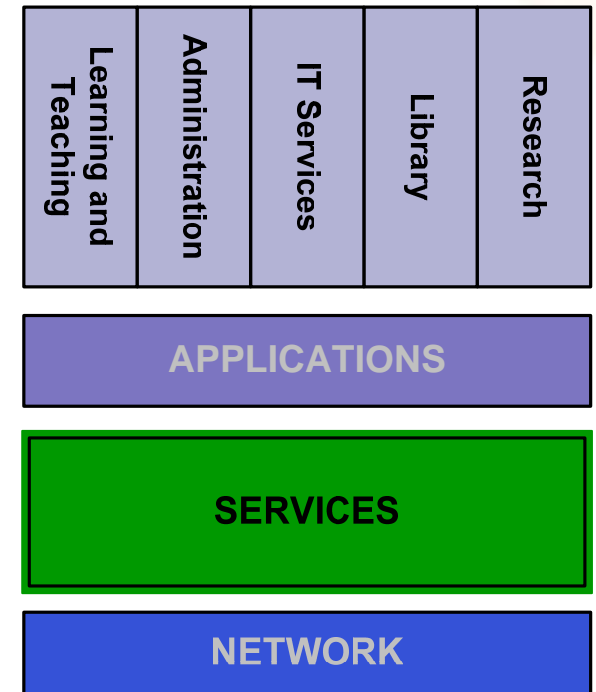 Learning and
Teaching
Administration
IT Services
Library
Research
APPLICATIONS
SERVICES
NETWORK